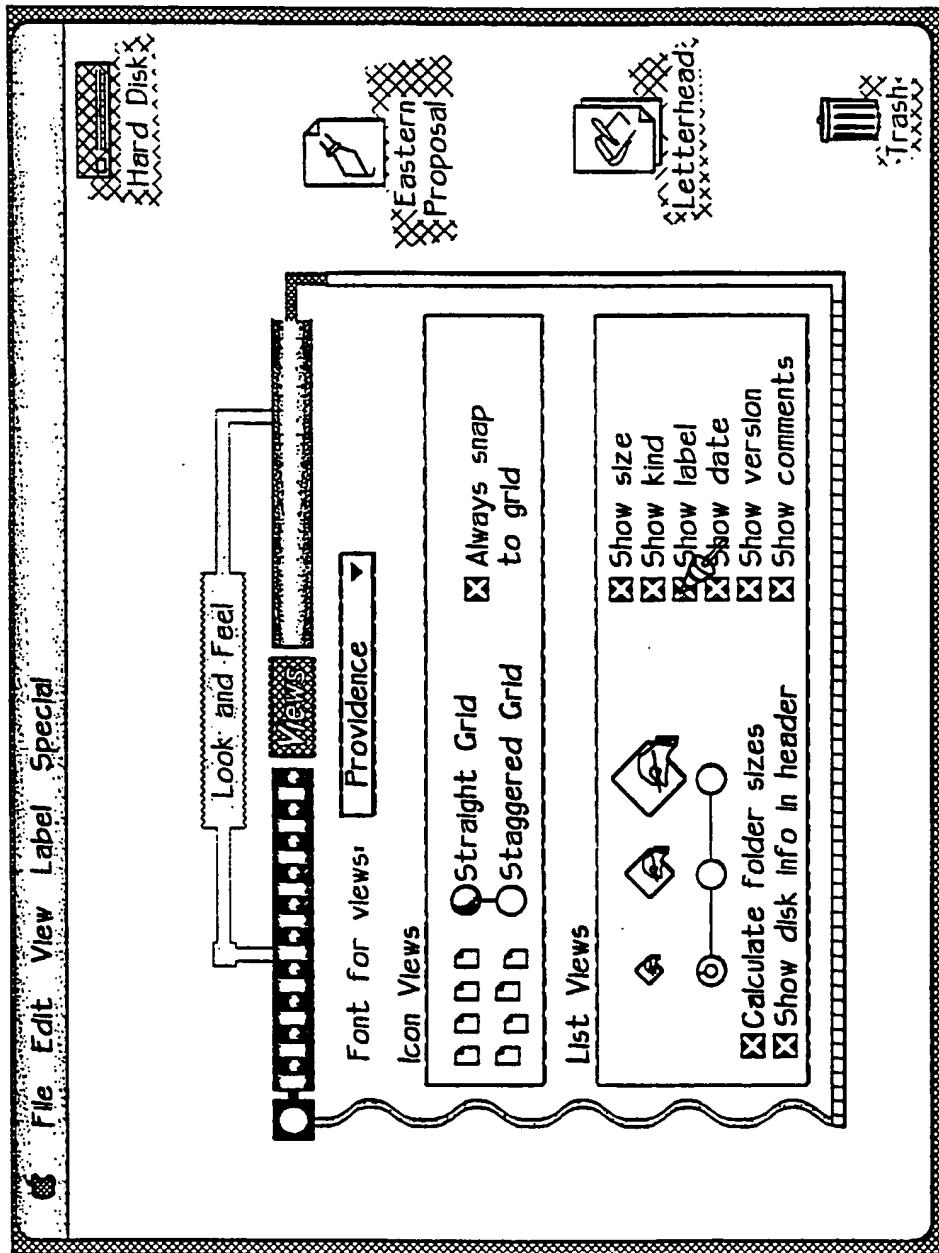 File Edit View Label Special
Hard Disk
Look and Feel
Views
Font for views: Providence
Icon Views
Straight Grid
Staggered Grid
Always snap
to grid
List Views
Show size
Show kind
Show label
Show date
Show version
Show comments
Calculate folder sizes
Show disk info in header
Eastern
Proposal
Letterhead
Trash